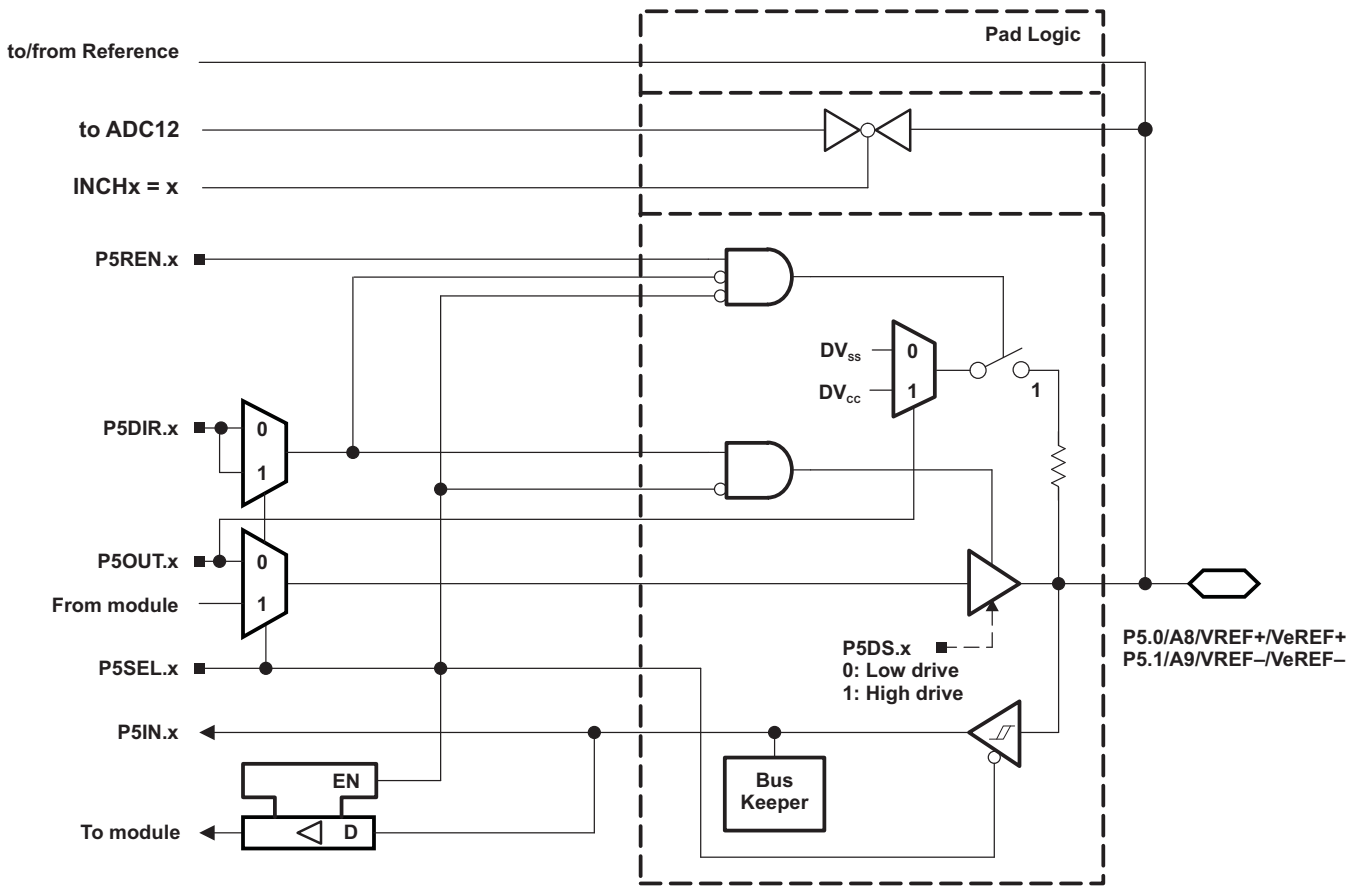 Pad Logic
to/from Reference
to ADC12
INCHx = x
P5REN.x
DVSS
0
DVCC
1
1
P5DIR.x
0
1
P5OUT.x
0
From module
1
P5SEL.x
P5DS.x
0: Low drive
1: High drive
P5.0/A8/VREF+/VeREF+
P5.1/A9/VREF–/VeREF–
P5IN.x
EN
Bus
Keeper
To module
D